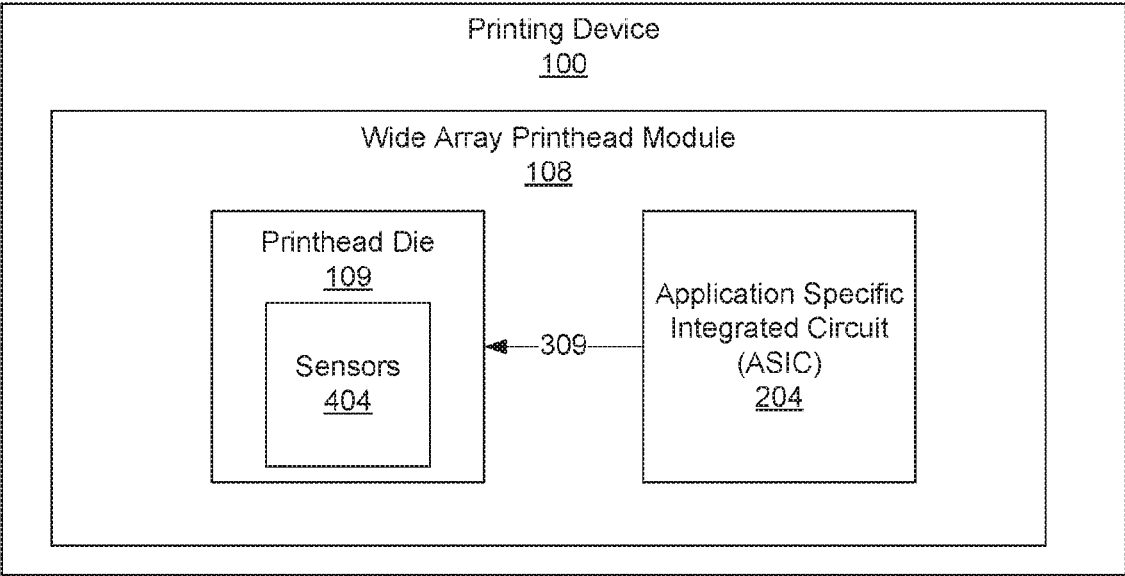 Printing Device
100
Wide Array Printhead Module
108
Printhead Die
109
Sensors
404
309
Application Specific
Integrated Circuit
(ASIC)
204